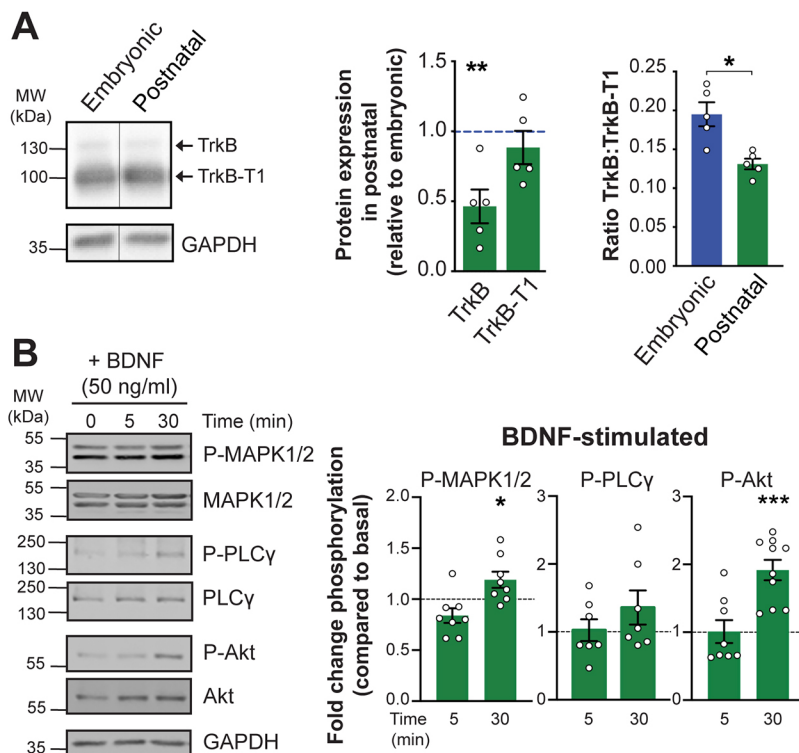 A
Embryonic
Postnatal
MW
(kDa)
130
100
35
TrkB
TrkB-T1
GAPDH
Protein expression
in postnatal
(relative to embryonic)
1.5
1.0
0.5
0.0
**
TrkB
TrkB-T1
Ratio TrkB:TrkB-T1
0.25
0.20
0.15
0.10
0.05
0.00
*
Embryonic
Postnatal
B
+ BDNF
(50 ng/ml)
MW
(kDa)
0 5 30 Time (min)
55
35
P-MAPK1/2
55
35
MAPK1/2
250
130
P-PLCγ
250
130
PLCγ
55
P-Akt
55
Akt
35
GAPDH
BDNF-stimulated
Fold change phosphorylation
(compared to basal)
P-MAPK1/2
2.0
1.5
1.0
0.5
0.0
*
Time
(min)
5 30
P-PLCγ
3
2
1
0
5 30
P-Akt
3
2
1
0
***
5 30